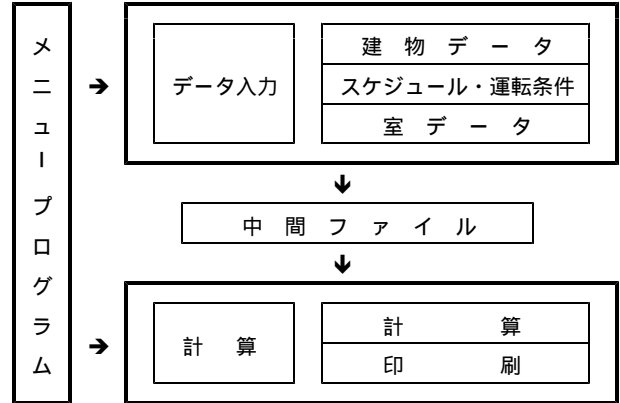 メニュープログラム
➔
データ入力
建物データ
スケジュール・運転条件
室データ
➔
中間ファイル
➔
➔
計算
計算
印刷